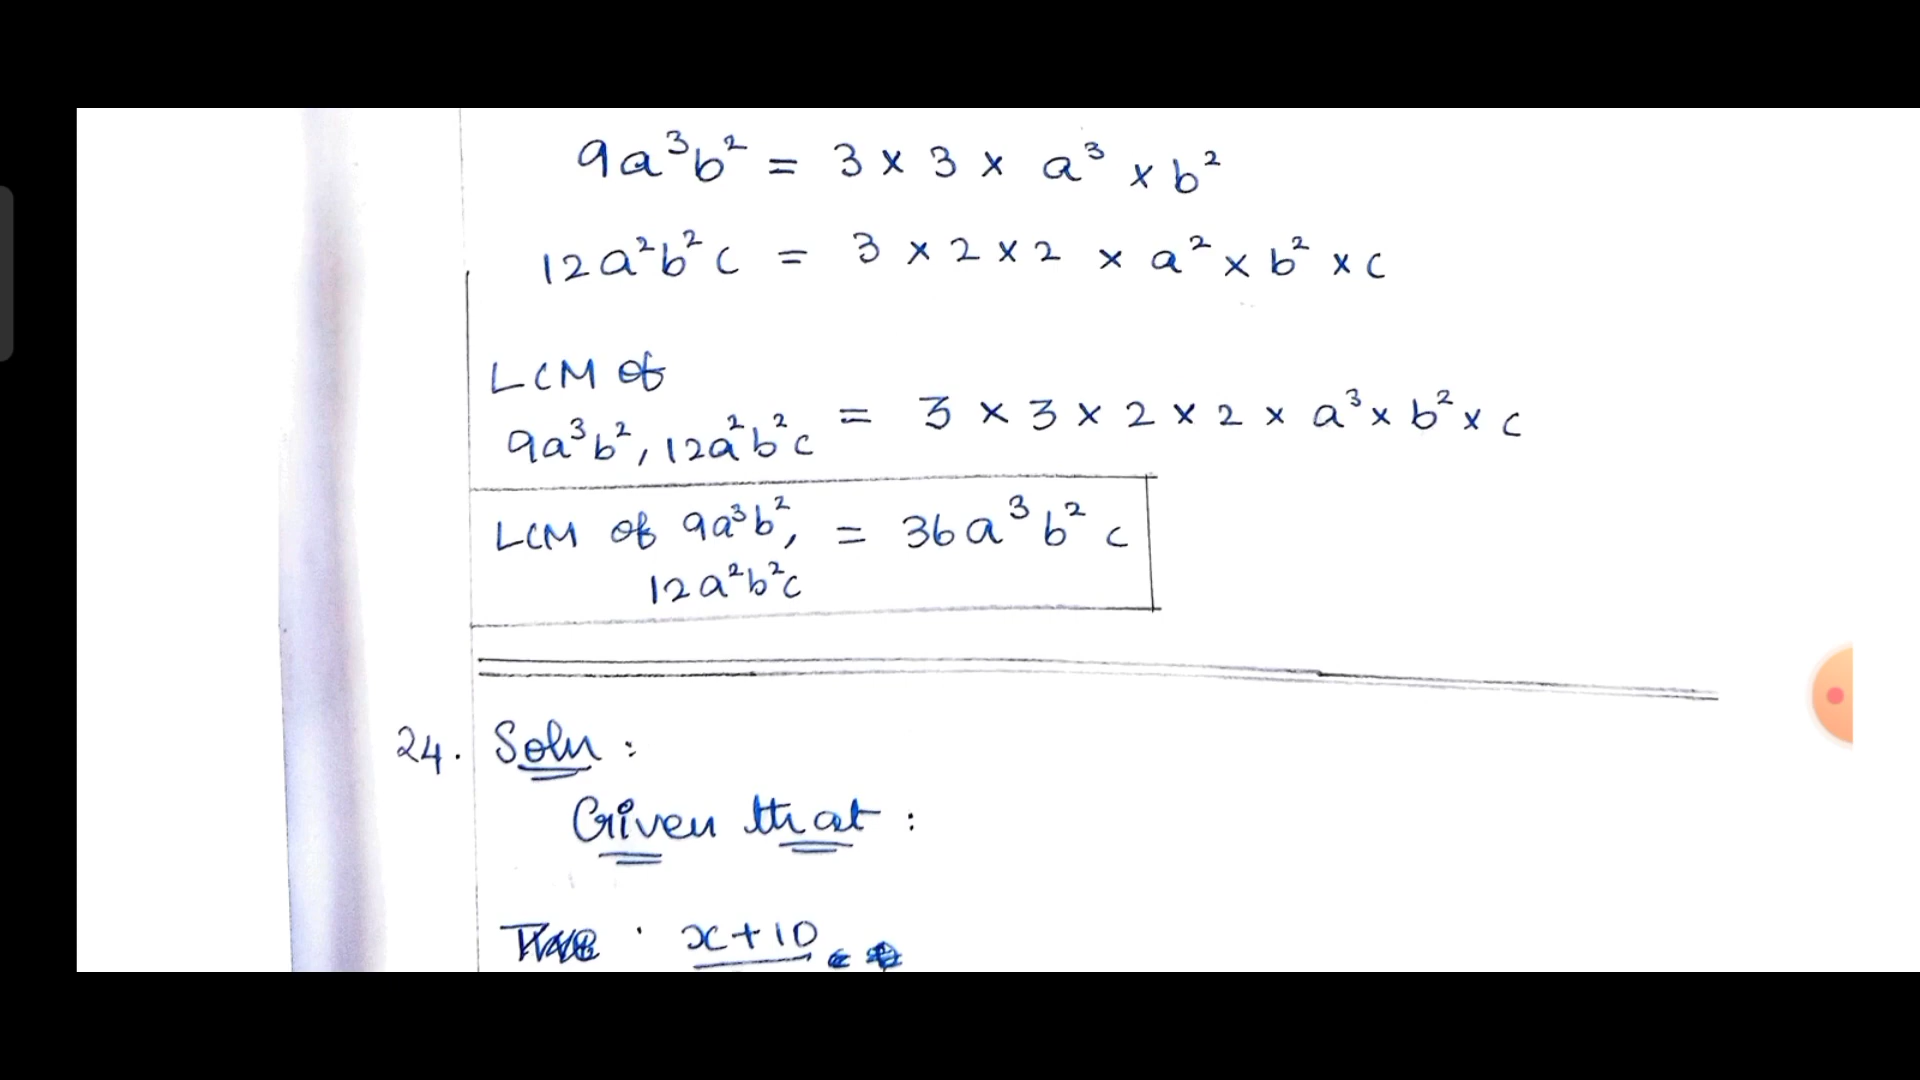 9a³b² = 3 × 3 × a³ × b²
12a²b²c = 3 × 2 × 2 × a² × b² × c
LCM of
9a³b², 12a²b²c = 3 × 3 × 2 × 2 × a³ × b² × c
LCM of 9a³b², = 36a³b²c
12a²b²c
24. Soln :
Given that :
x+10